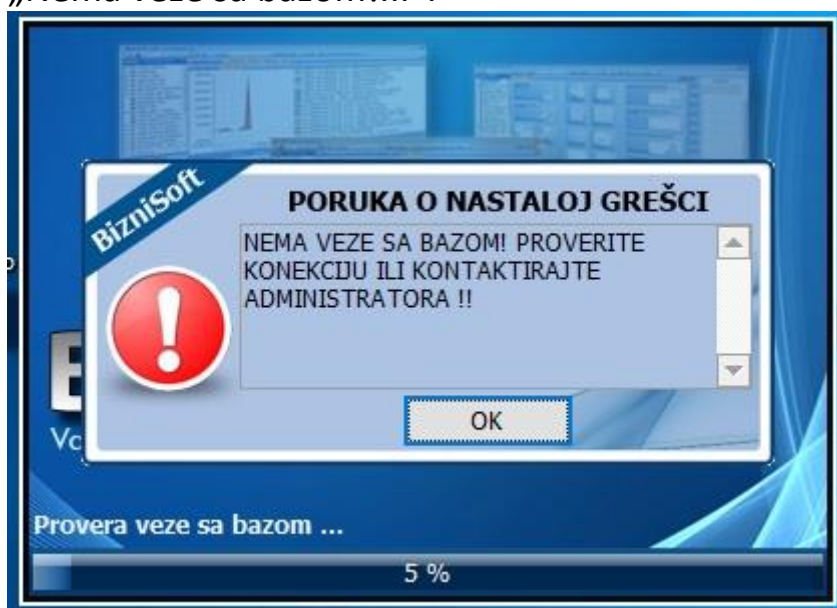 „Nema veze sa bazom
BizniSoft
PORUKA O NASTALOJ GREŠCI
NEMA VEZE SA BAZOM! PROVERITE
KONEKCIJU ILI KONTAKTIRAJTE
ADMINISTRATORA !!
OK
Provera veze sa bazom ...
5 %